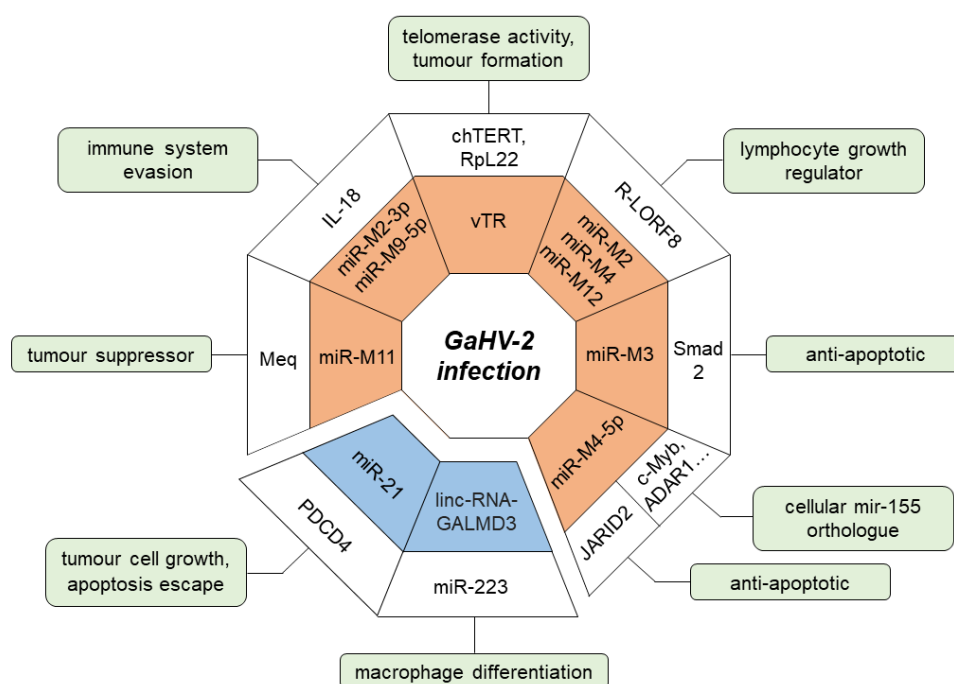 telomerase activity,
tumour formation
immune system
evasion
chTERT,
RpL22
lymphocyte growth
regulator
IL-18
R-LORF8
miR-M2-3p
miR-M9-5p
vTR
miR-M2
miR-M4
miR-M12
tumour suppressor
Meq
miR-M11
GaHV-2
infection
miR-M3
Smad
2
anti-apoptotic
miR-M4-5p
c-Myb,
ADAR1...
JARID2
cellular mir-155
orthologue
anti-apoptotic
miR-21
linc-RNA-
GALMD3
PDCD4
miR-223
tumour cell growth,
apoptosis escape
macrophage differentiation